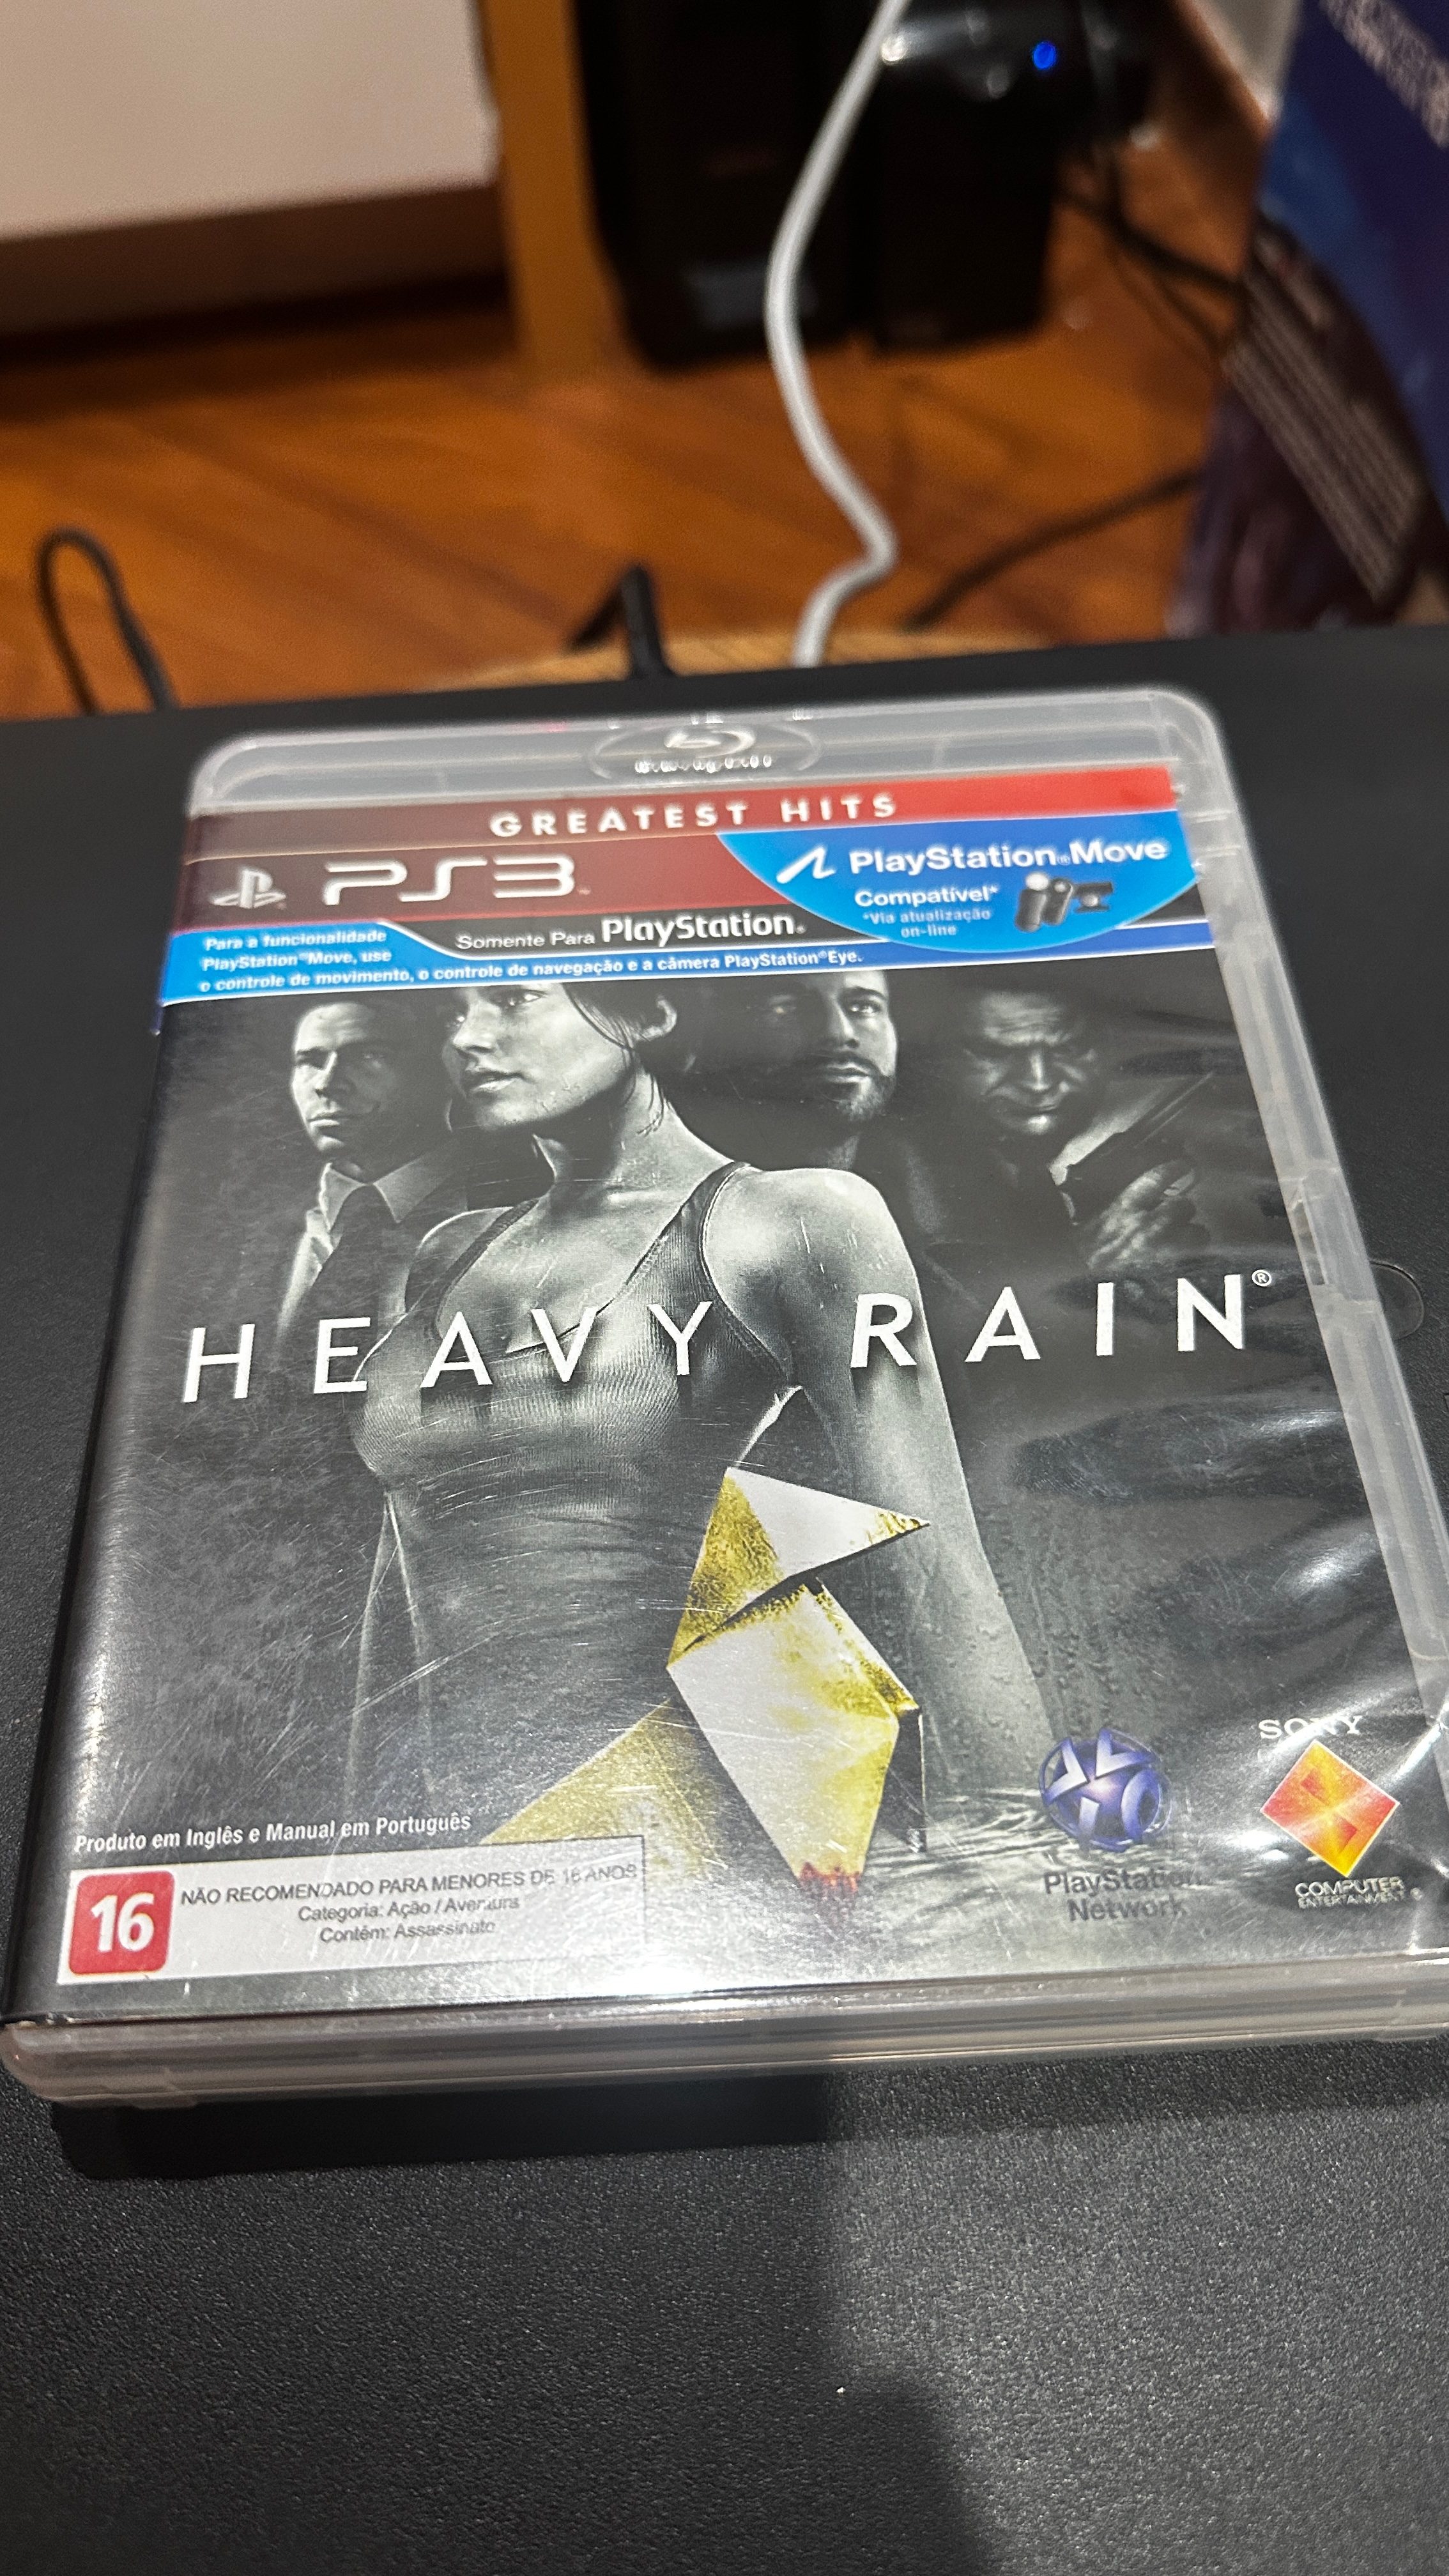 GREATEST HITS
PS3
PlayStation®Move
Compatível*
*Via atualização
on-line
Somente Para PlayStation®
Para a funcionalidade
PlayStation®Move, use
o controle de movimento, o controle de navegação e a câmera PlayStation®Eye.
HEAVY RAIN®
Produto em Inglês e Manual em Português
16
NÃO RECOMENDADO PARA MENORES DE 16 ANOS
Categoria: Ação / Aventura
Contém: Assassinato
PlayStation
Network
SONY
COMPUTER
ENTERTAINMENT®